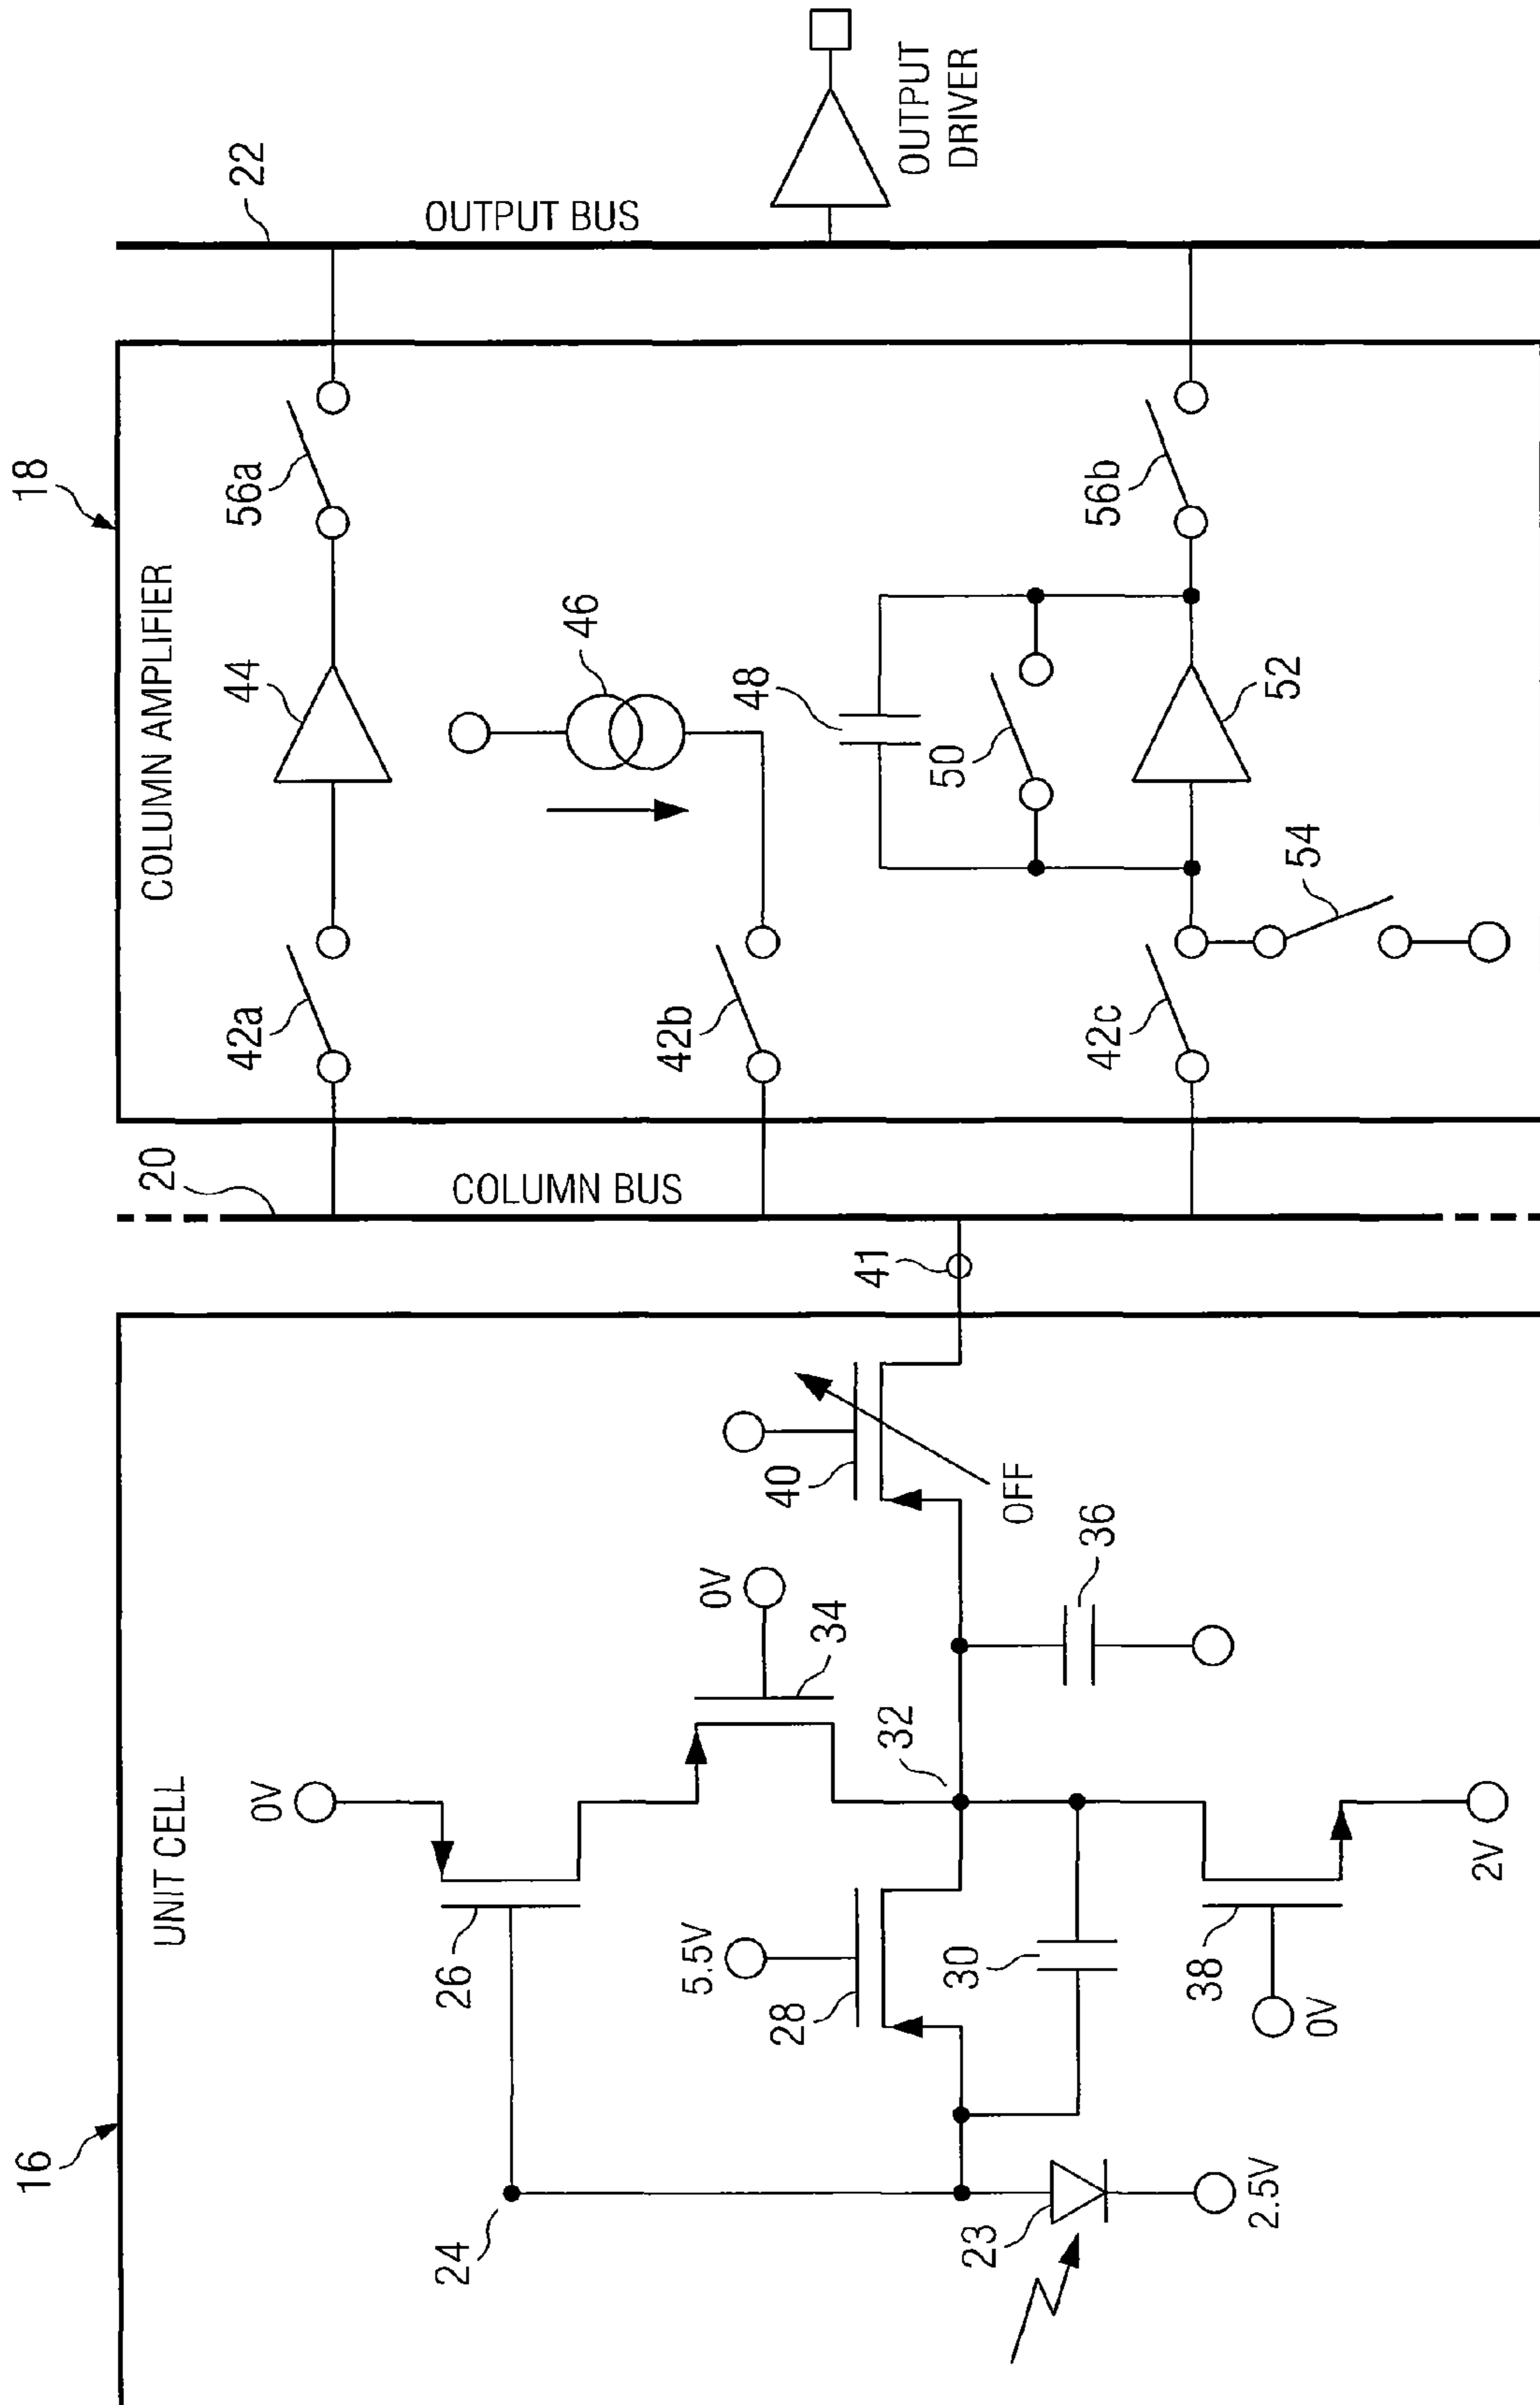 16
UNIT CELL
0V
26
24
5.5V
28
0V
34
32
30
38
0V
2V
23
2.5V
36
40
OFF
41
20
COLUMN BUS
18
COLUMN AMPLIFIER
42a
44
56a
46
42b
48
50
52
42c
54
56b
22
OUTPUT BUS
OUTPUT
DRIVER